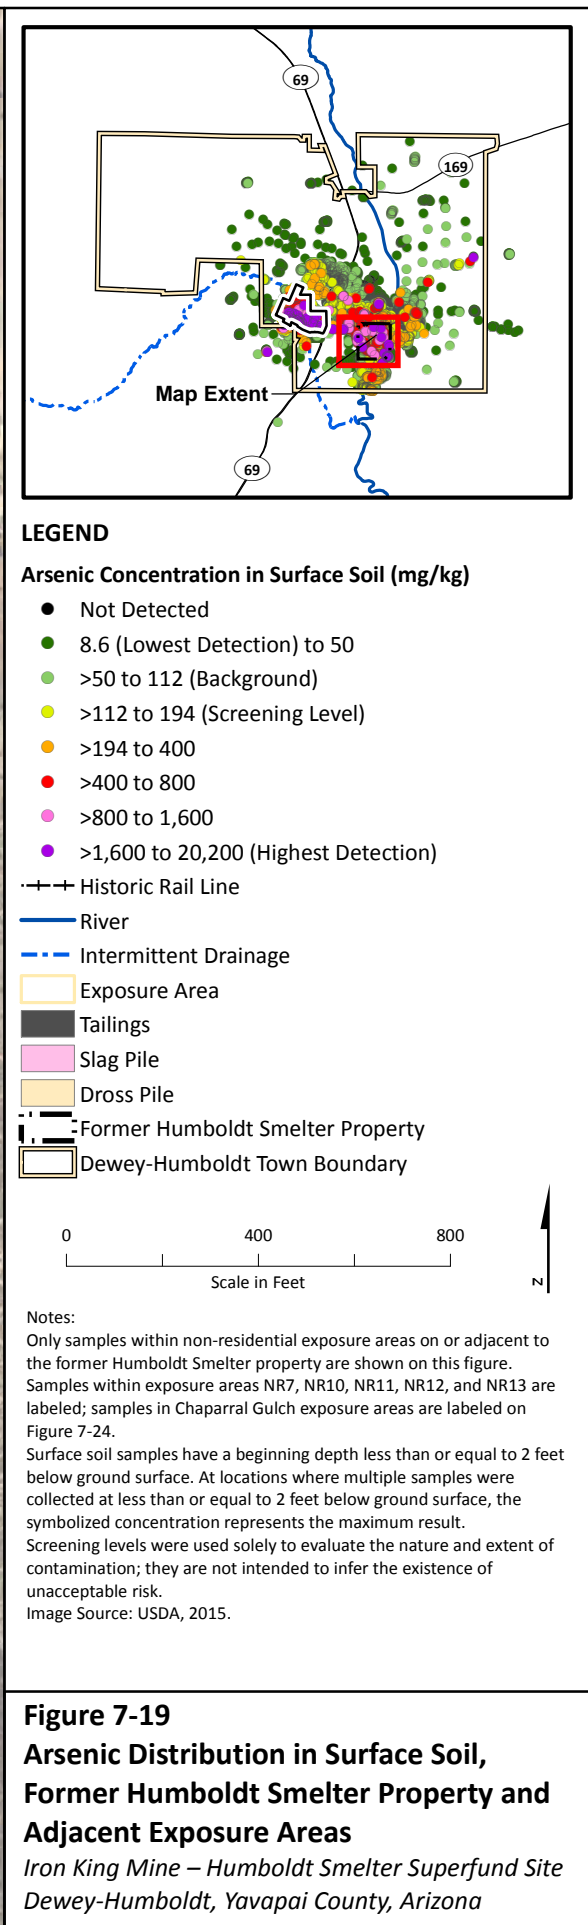 69
169
Map Extent
69
LEGEND
Arsenic Concentration in Surface Soil (mg/kg)
Not Detected
8.6 (Lowest Detection) to 50
>50 to 112 (Background)
>112 to 194 (Screening Level)
>194 to 400
>400 to 800
>800 to 1,600
>1,600 to 20,200 (Highest Detection)
Historic Rail Line
River
Intermittent Drainage
Exposure Area
Tailings
Slag Pile
Dross Pile
Former Humboldt Smelter Property
Dewey-Humboldt Town Boundary
0 400 800
Scale in Feet
N
Notes:
Only samples within non-residential exposure areas on or adjacent to
the former Humboldt Smelter property are shown on this figure.
Samples within exposure areas NR7, NR10, NR11, NR12, and NR13 are
labeled; samples in Chaparral Gulch exposure areas are labeled on
Figure 7-24.
Surface soil samples have a beginning depth less than or equal to 2 feet
below ground surface. At locations where multiple samples were
collected at less than or equal to 2 feet below ground surface, the
symbolized concentration represents the maximum result.
Screening levels were used solely to evaluate the nature and extent of
contamination; they are not intended to infer the existence of
unacceptable risk.
Image Source: USDA, 2015.
Figure 7-19
Arsenic Distribution in Surface Soil,
Former Humboldt Smelter Property and
Adjacent Exposure Areas
Iron King Mine – Humboldt Smelter Superfund Site
Dewey-Humboldt, Yavapai County, Arizona